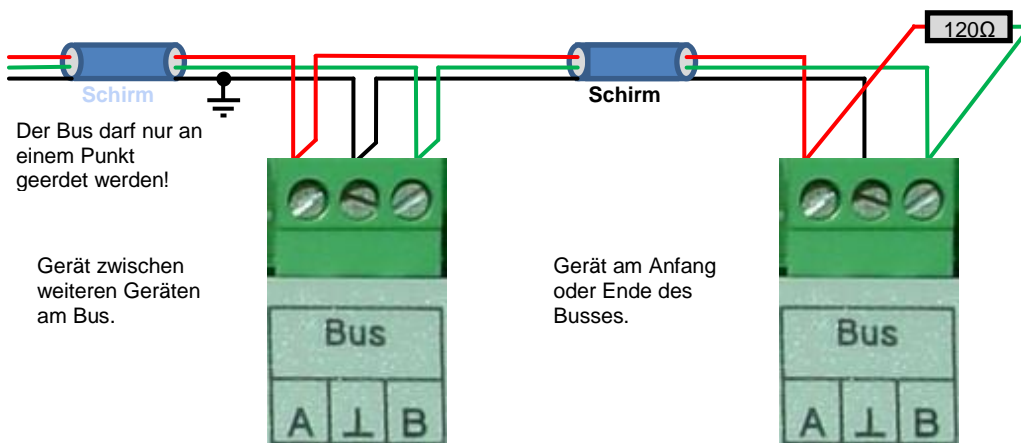 120Ω
Schirm
Schirm
Der Bus darf nur an
einem Punkt
geerdet werden!
Gerät zwischen
weiteren Geräten
am Bus.
Gerät am Anfang
oder Ende des
Busses.
Bus
A ⊥ B
Bus
A ⊥ B